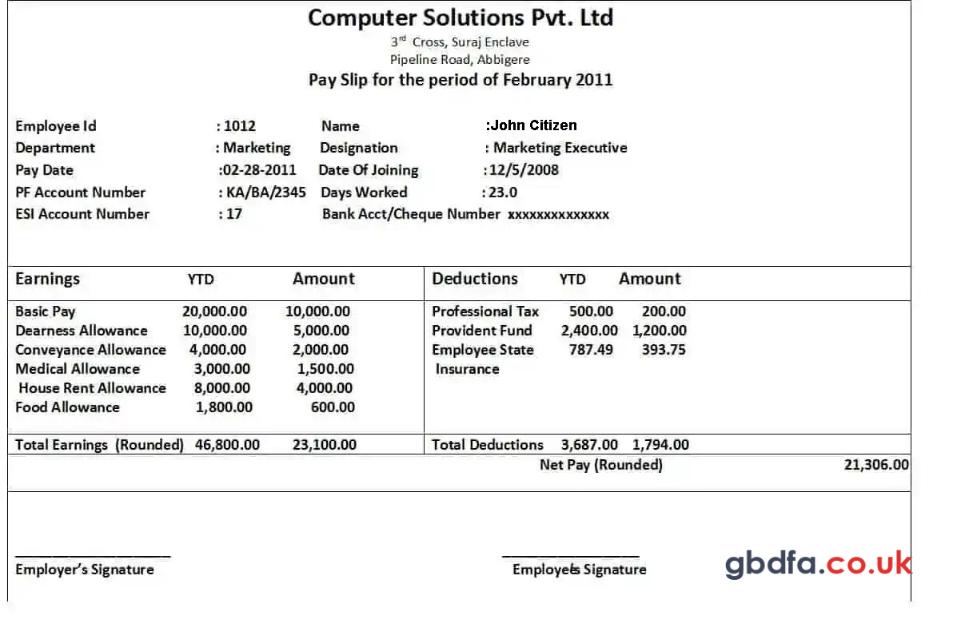 Computer Solutions Pvt. Ltd
3rd Cross, Suraj Enclave
Pipeline Road, Abbigere
Pay Slip for the period of February 2011
Employee Id : 1012 Name :John Citizen
Department : Marketing Designation : Marketing Executive
Pay Date :02-28-2011 Date Of Joining :12/5/2008
PF Account Number : KA/BA/2345 Days Worked : 23.0
ESI Account Number : 17 Bank Acct/Cheque Number xxxxxxxxxxxxxx
Earnings YTD Amount Deductions YTD Amount
Basic Pay 20,000.00 10,000.00 Professional Tax 500.00 200.00
Dearness Allowance 10,000.00 5,000.00 Provident Fund 2,400.00 1,200.00
Conveyance Allowance 4,000.00 2,000.00 Employee State 787.49 393.75
Medical Allowance 3,000.00 1,500.00 Insurance
House Rent Allowance 8,000.00 4,000.00
Food Allowance 1,800.00 600.00
Total Earnings (Rounded) 46,800.00 23,100.00 Total Deductions 3,687.00 1,794.00
Net Pay (Rounded) 21,306.00
Employer's Signature Employee's Signature
gbdfa.co.uk